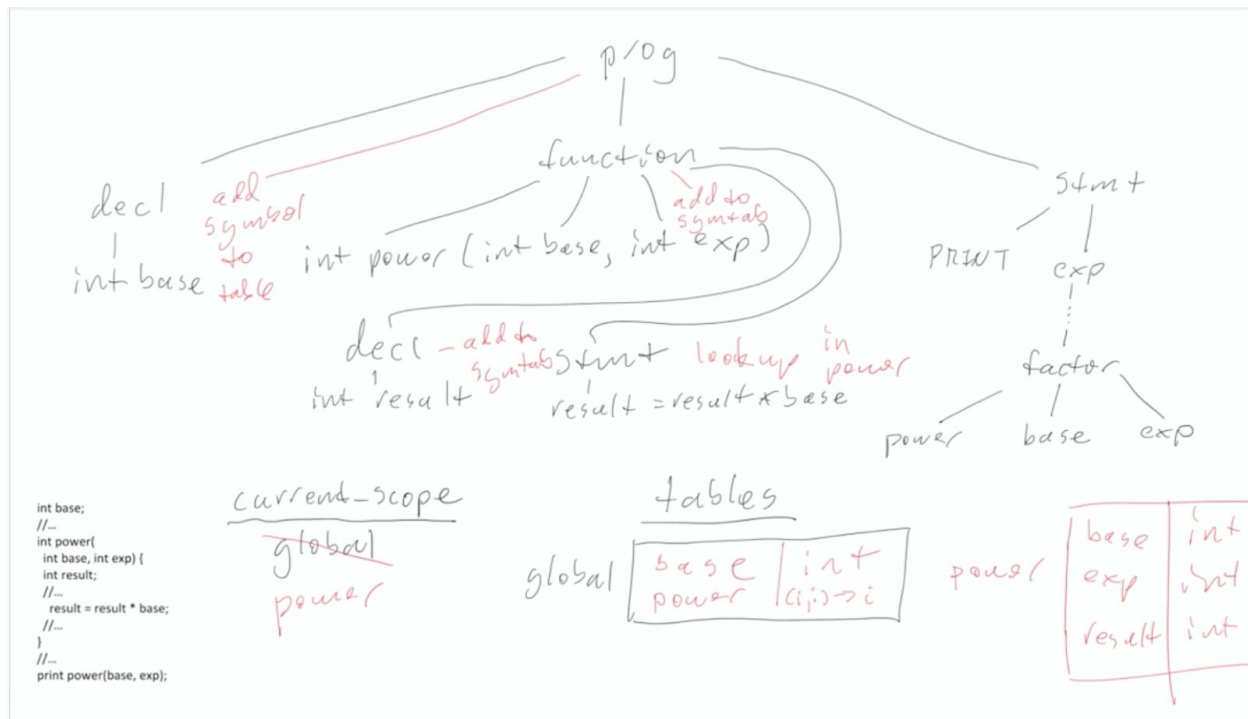 prog
function
decl
add
symbol
to
table
int base
add to
symtab
int power (int base, int exp)
stmt
PRINT
exp
decl
– add to
symtab
int result
stmt
lookup in
power
result = result * base
factor
power base exp
int base;
//...
int power(
int base, int exp) {
int result;
//...
result = result * base;
//...
}
//...
print power(base, exp);
current_scope
global
power
tables
global
base | int
power | (i,i)→i
power
base | int
exp | int
result | int